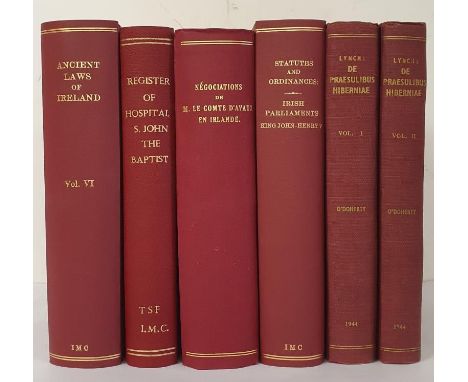 ANCIENT
LAWS
OF
IRELAND
Vol. VI
IMC
REGISTER
OF
HOSPITAL
S. JOHN
THE
BAPTIST
TSF
I.M.C.
NÉGOCIATIONS
DE
M. LE COMTE D'AVAUX
EN IRLANDE.
STATUTES
AND
ORDINANCES:
IRISH
PARLIAMENTS
KING JOHN-HENRY V
IMC
LYNCH:
DE
PRAESULIBUS
HIBERNIAE
VOL. I
O'DOHERTY
1944
LYNCH:
DE
PRAESULIBUS
HIBERNIAE
VOL. II
O'DOHERTY
1944